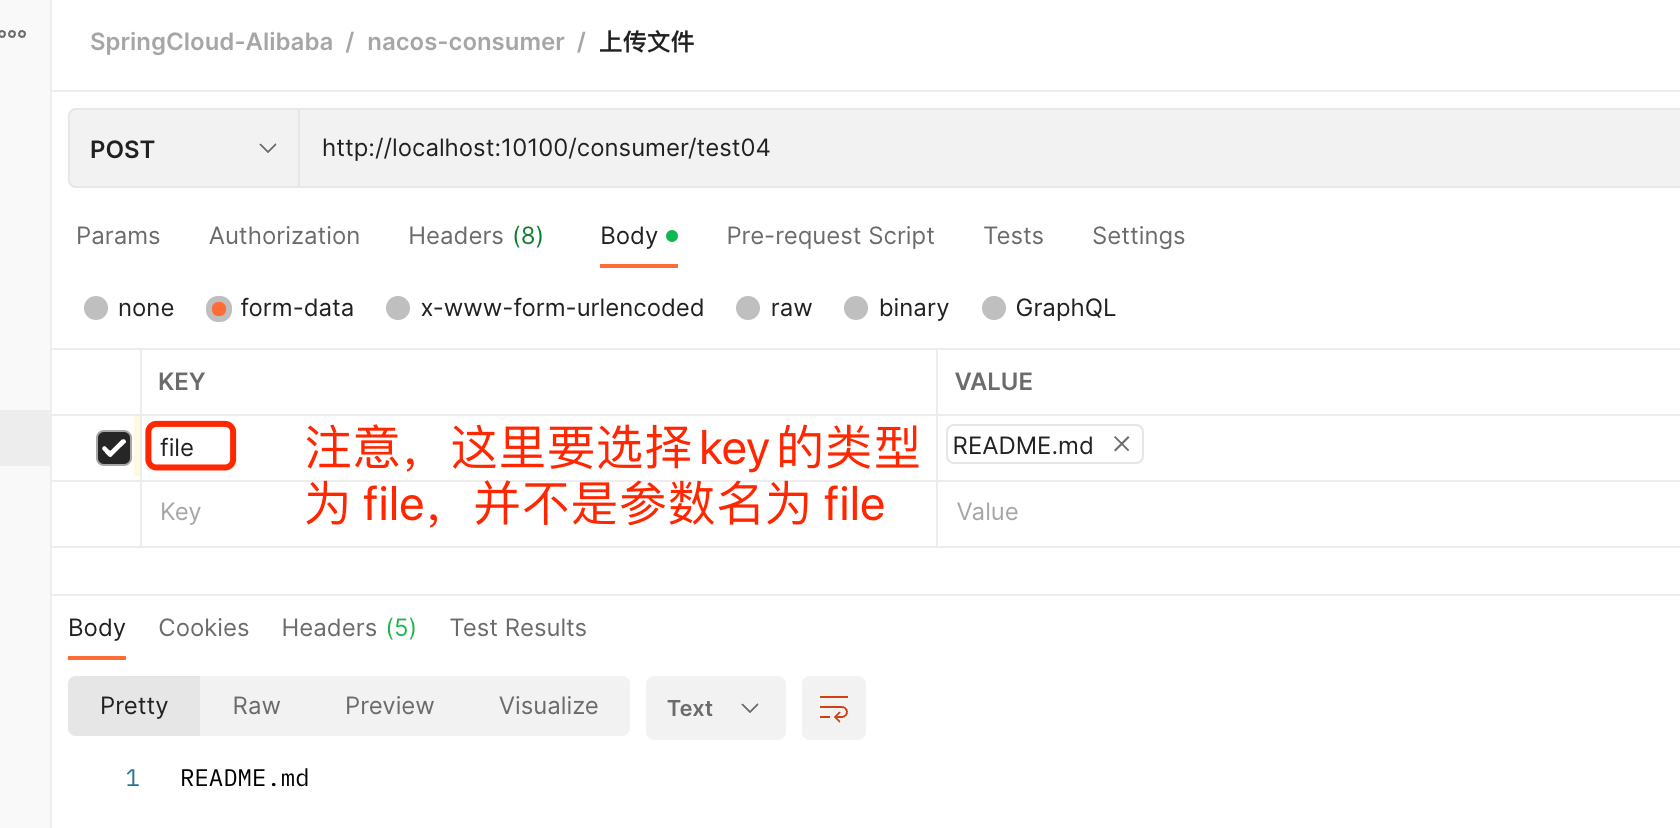 SpringCloud-Alibaba / nacos-consumer / 上传文件
POST http://localhost:10100/consumer/test04
Params Authorization Headers (8) Body Pre-request Script Tests Settings
none form-data x-www-form-urlencoded raw binary GraphQL
KEY VALUE
file README.md
注意，这里要选择key的类型
为 file，并不是参数名为 file
Key Value
Body Cookies Headers (5) Test Results
Pretty Raw Preview Visualize Text
1 README.md